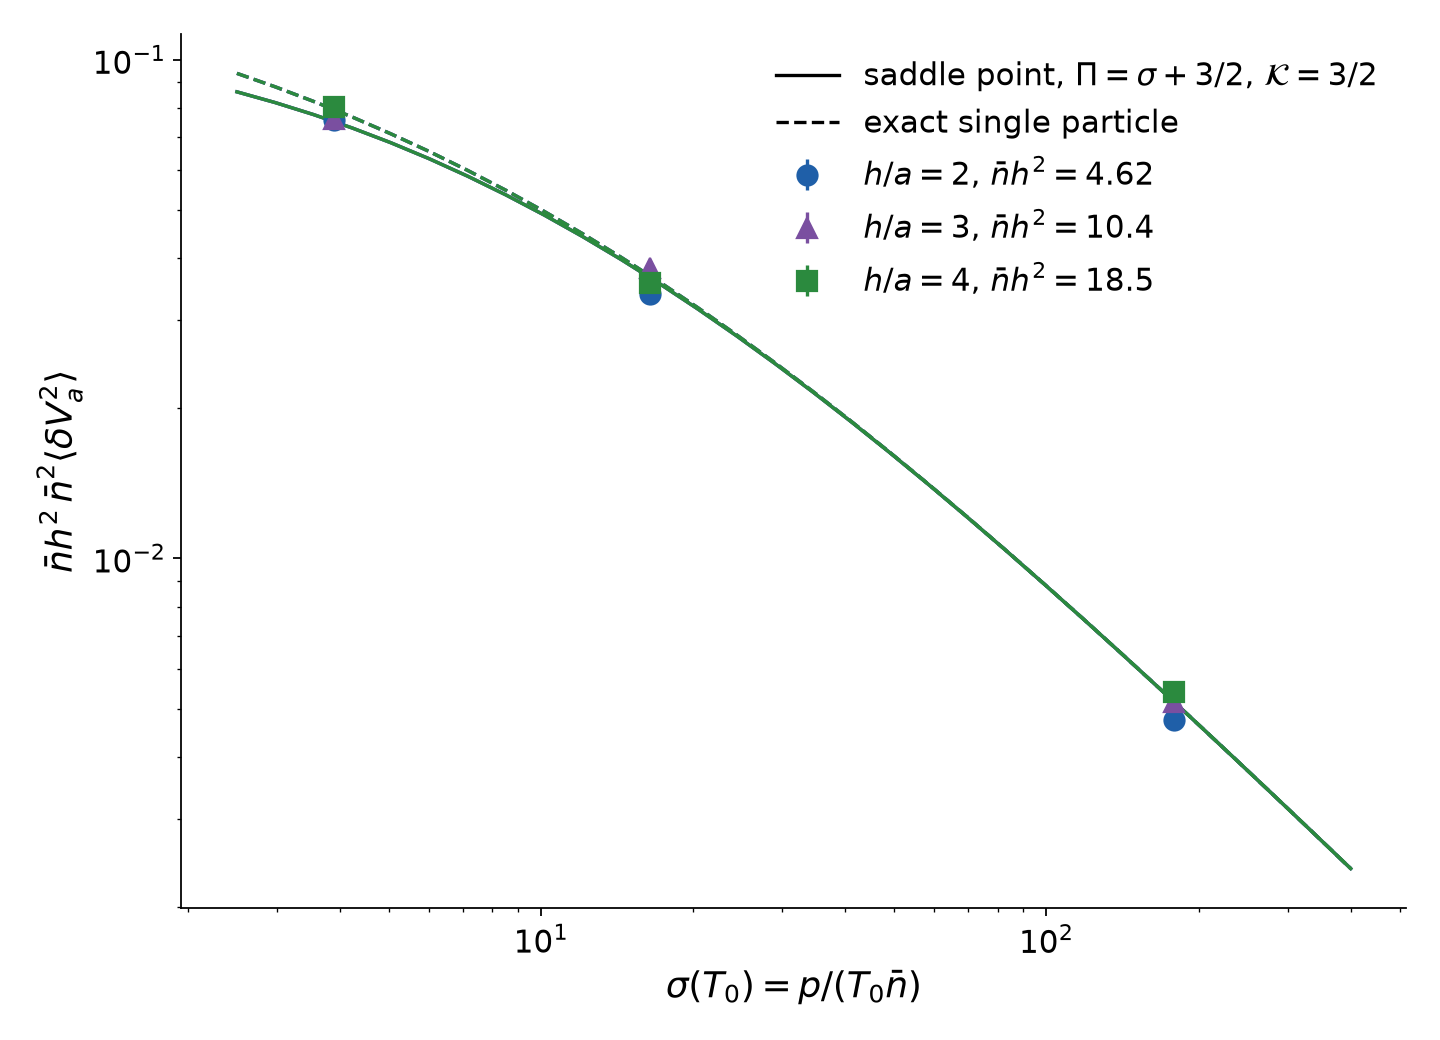 10⁻¹
10⁻²
n̄h² n̄²⟨δV²ₐ⟩
10¹
10²
σ(T₀) = p/(T₀n̄)
saddle point, Π = σ + 3/2, 𝒦 = 3/2
exact single particle
h/a = 2, n̄h² = 4.62
h/a = 3, n̄h² = 10.4
h/a = 4, n̄h² = 18.5